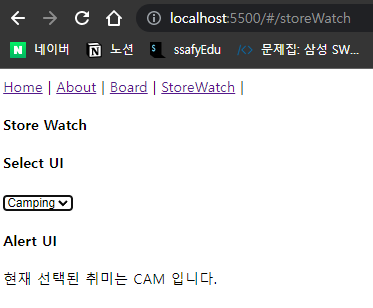 localhost:5500/#/storeWatch
N 네이버 N 노션 ssafyEdu 문제집: 삼성 SW...
Home | About | Board | StoreWatch |
Store Watch
Select UI
Camping
Alert UI
현재 선택된 취미는 CAM 입니다.